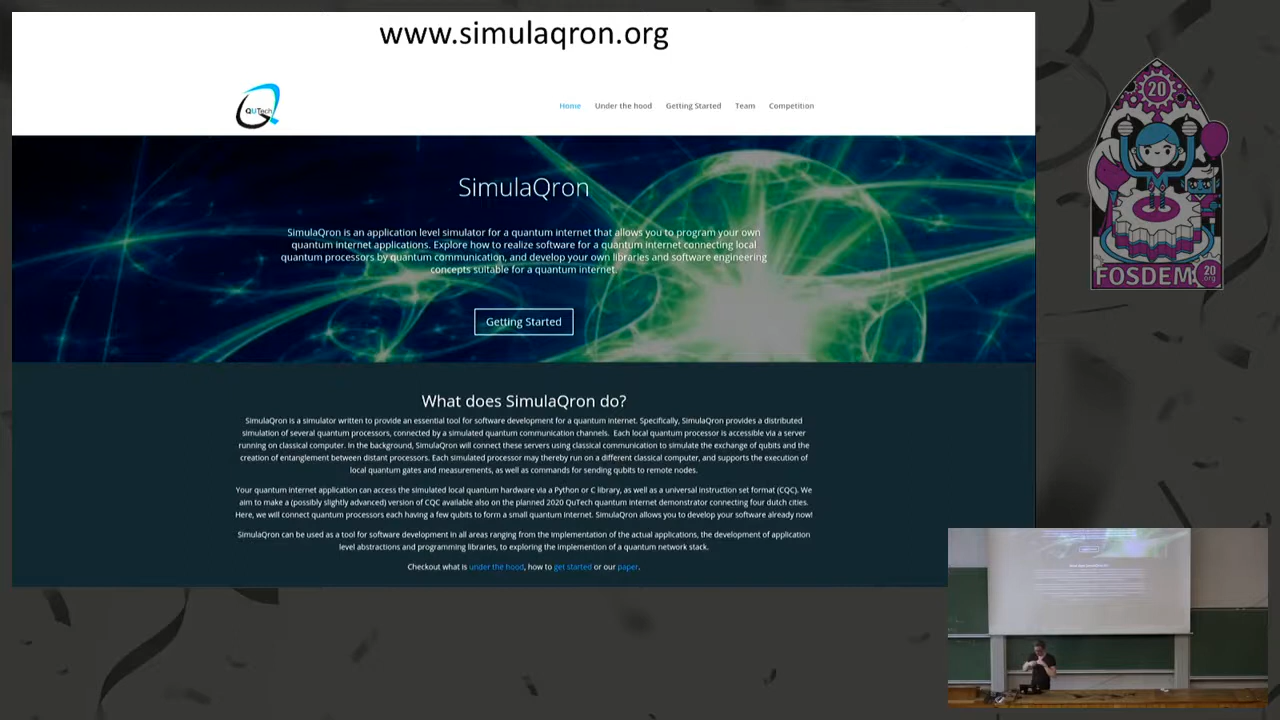 www.simulaqron.org
QUTech
Home Under the hood Getting Started Team Competition
SimulaQron
SimulaQron is an application level simulator for a quantum internet that allows you to program your own
quantum internet applications. Explore how to realize software for a quantum internet connecting local
quantum processors by quantum communication, and develop your own libraries and software engineering
concepts suitable for a quantum internet.
Getting Started
What does SimulaQron do?
SimulaQron is a simulator written to provide an essential tool for software development for a quantum internet. Specifically, SimulaQron provides a distributed
simulation of several quantum processors, connected by a simulated quantum communication channels. Each local quantum processor is accessible via a server
running on classical computer. In the background, SimulaQron will connect these servers using classical communication to simulate the exchange of qubits and the
creation of entanglement between distant processors. Each simulated processor may thereby run on a different classical computer, and supports the execution of
local quantum gates and measurements, as well as commands for sending qubits to remote nodes.
Your quantum internet application can access the simulated local quantum hardware via a Python or C library, as well as a universal instruction set format (CQC). We
aim to make a (possibly slightly advanced) version of CQC available also on the planned 2020 QuTech quantum internet demonstrator connecting four dutch cities.
Here, we will connect quantum processors each having a few qubits to form a small quantum internet. SimulaQron allows you to develop your software already now!
SimulaQron can be used as a tool for software development in all areas ranging from the implementation of the actual applications, the development of application
level abstractions and programming libraries, to exploring the implemention of a quantum network stack.
Checkout what is under the hood, how to get started or our paper.
20
FOSDEM 20
.org